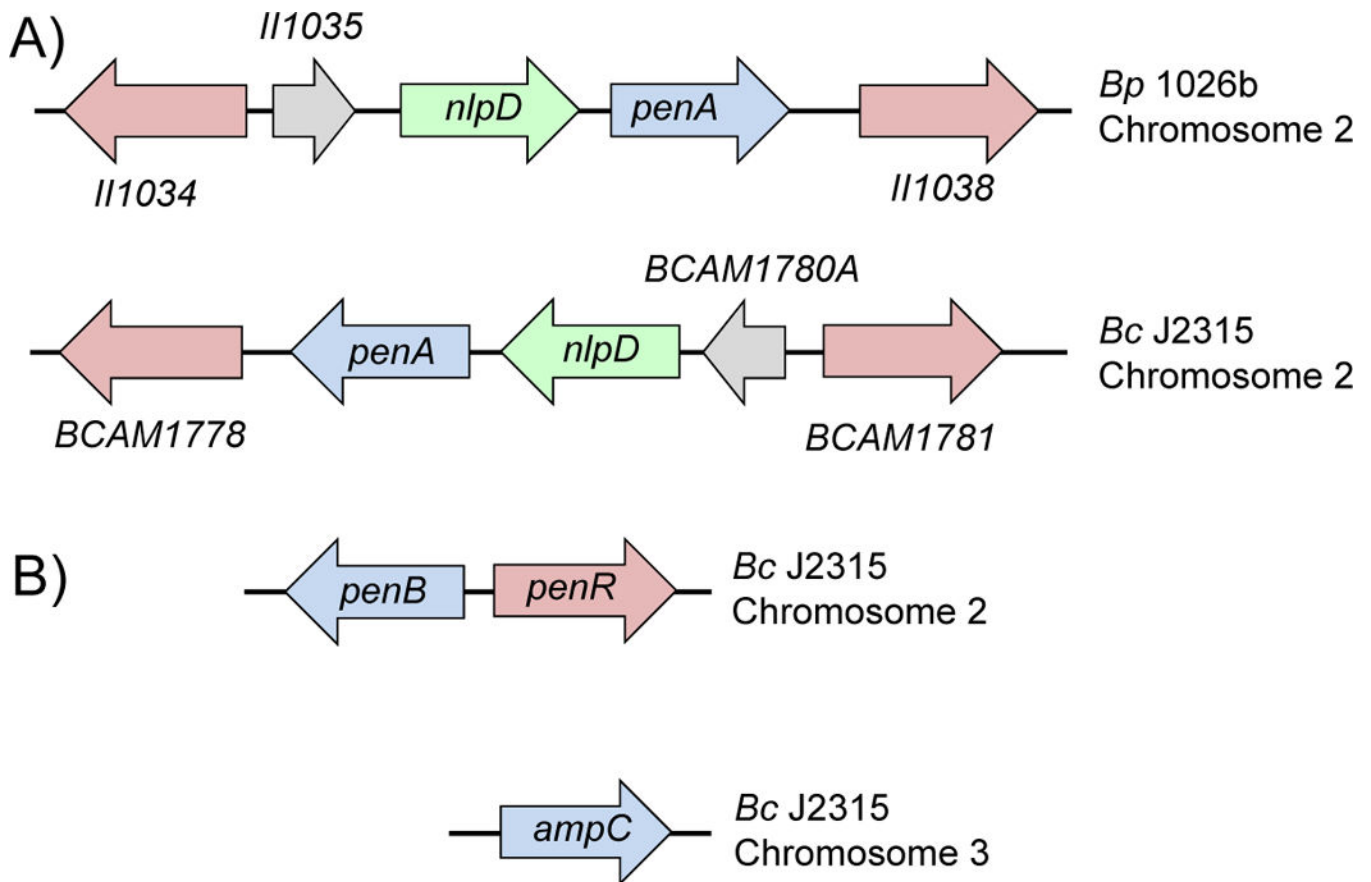 A)
II1035
nlpD
penA
Bp 1026b
Chromosome 2
II1034
II1038
BCAM1780A
penA
nlpD
Bc J2315
Chromosome 2
BCAM1778
BCAM1781
B)
penB
penR
Bc J2315
Chromosome 2
ampC
Bc J2315
Chromosome 3